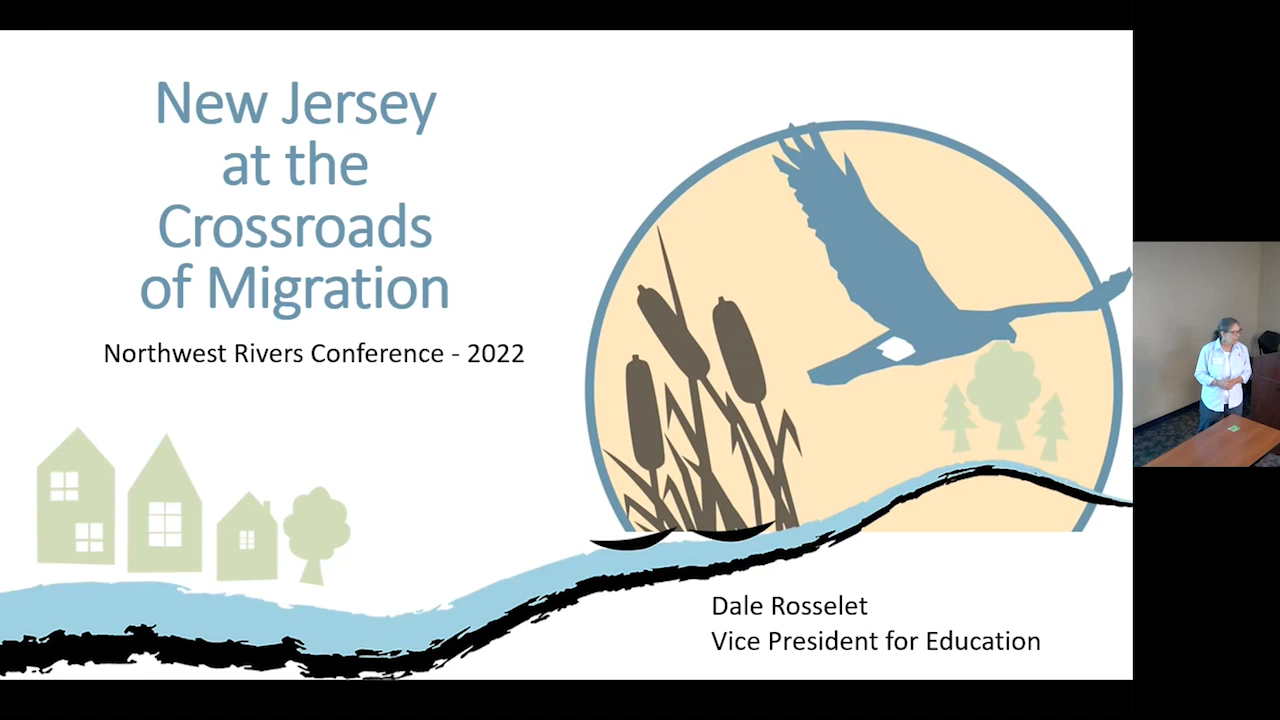 New Jersey
at the
Crossroads
of Migration
Northwest Rivers Conference - 2022
Dale Rosselet
Vice President for Education